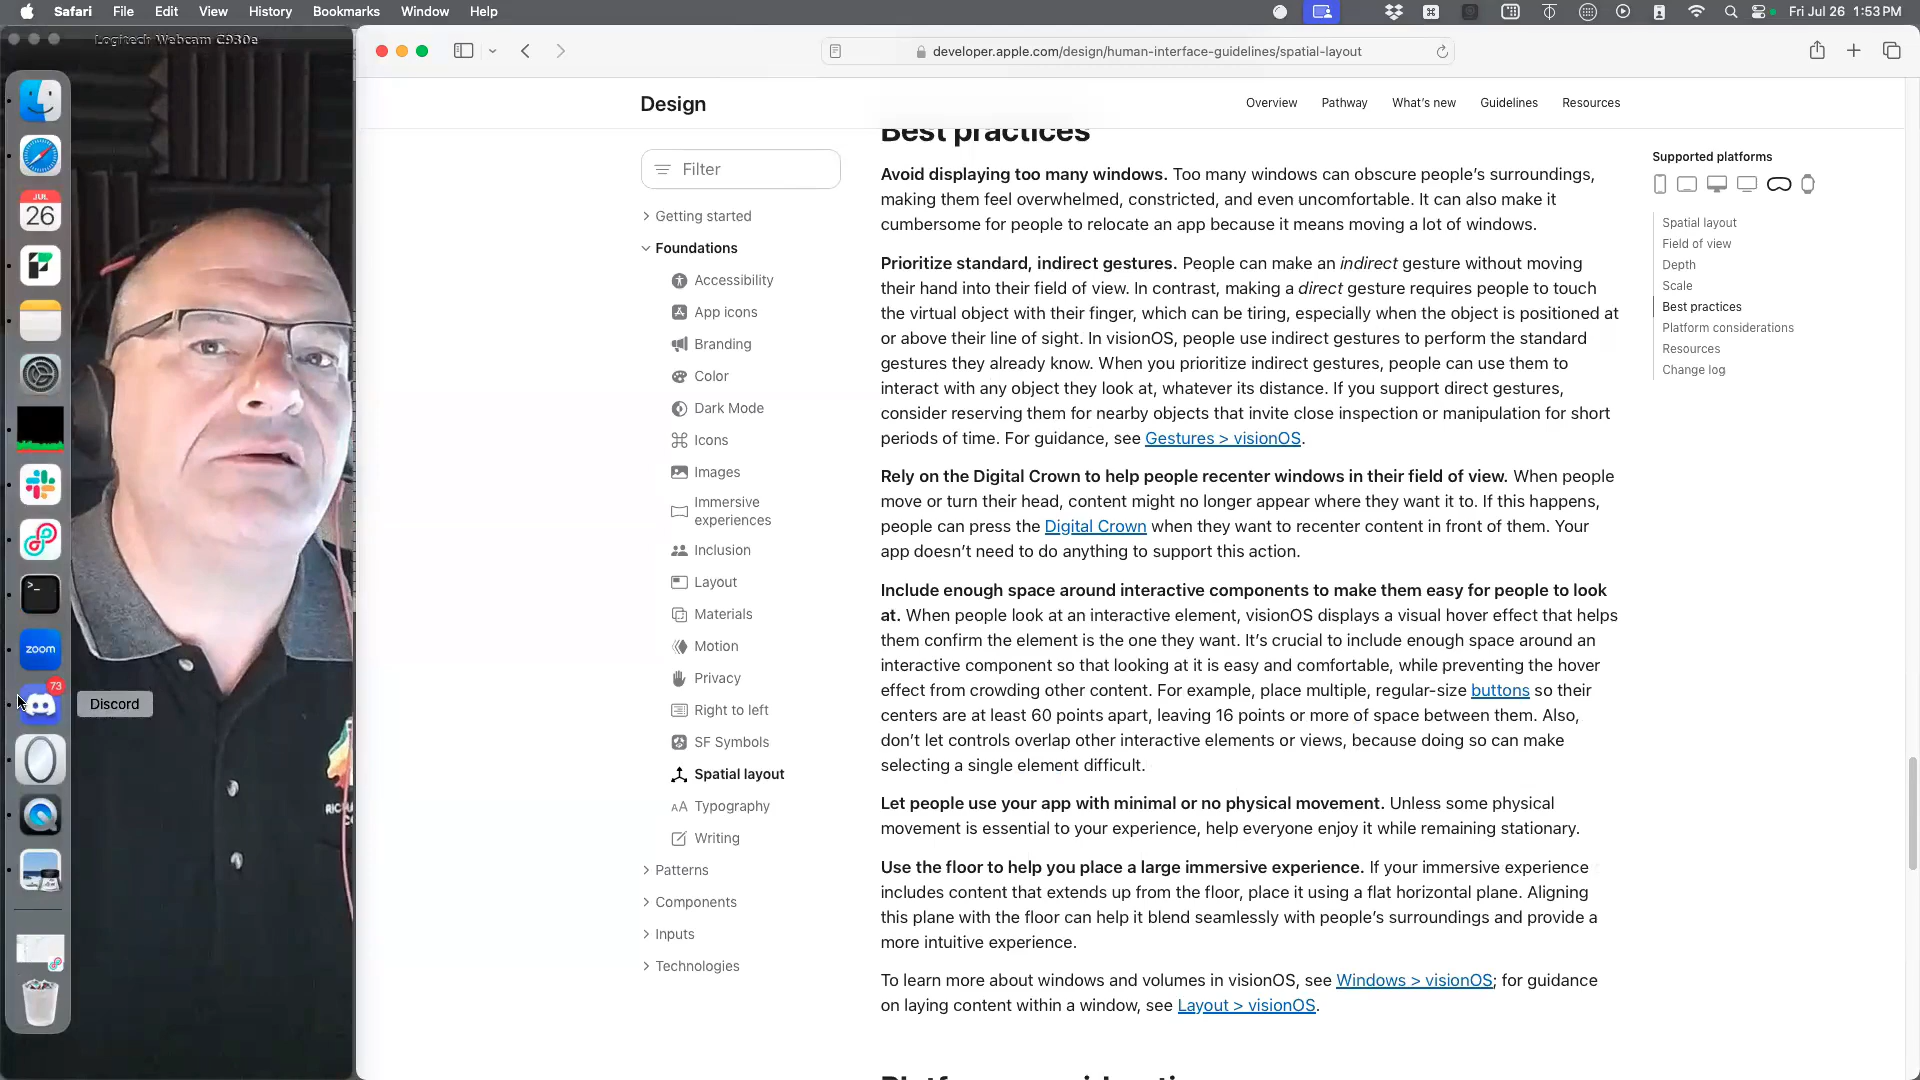 Safari File Edit View History Bookmarks Window Help
Fri Jul 26 1:53 PM
Logitech Webcam C930e
developer.apple.com/design/human-interface-guidelines/spatial-layout
Design
Overview Pathway What's new Guidelines Resources
Filter
Getting started
Foundations
Accessibility
App icons
Branding
Color
Dark Mode
Icons
Images
Immersive
experiences
Inclusion
Layout
Materials
Motion
Privacy
Right to left
SF Symbols
Spatial layout
Typography
Writing
Patterns
Components
Inputs
Technologies
Best practices
Avoid displaying too many windows. Too many windows can obscure people's surroundings,
making them feel overwhelmed, constricted, and even uncomfortable. It can also make it
cumbersome for people to relocate an app because it means moving a lot of windows.
Prioritize standard, indirect gestures. People can make an indirect gesture without moving
their hand into their field of view. In contrast, making a direct gesture requires people to touch
the virtual object with their finger, which can be tiring, especially when the object is positioned at
or above their line of sight. In visionOS, people use indirect gestures to perform the standard
gestures they already know. When you prioritize indirect gestures, people can use them to
interact with any object they look at, whatever its distance. If you support direct gestures,
consider reserving them for nearby objects that invite close inspection or manipulation for short
periods of time. For guidance, see Gestures > visionOS.
Rely on the Digital Crown to help people recenter windows in their field of view. When people
move or turn their head, content might no longer appear where they want it to. If this happens,
people can press the Digital Crown when they want to recenter content in front of them. Your
app doesn't need to do anything to support this action.
Include enough space around interactive components to make them easy for people to look
at. When people look at an interactive element, visionOS displays a visual hover effect that helps
them confirm the element is the one they want. It's crucial to include enough space around an
interactive component so that looking at it is easy and comfortable, while preventing the hover
effect from crowding other content. For example, place multiple, regular-size buttons so their
centers are at least 60 points apart, leaving 16 points or more of space between them. Also,
don't let controls overlap other interactive elements or views, because doing so can make
selecting a single element difficult.
Let people use your app with minimal or no physical movement. Unless some physical
movement is essential to your experience, help everyone enjoy it while remaining stationary.
Use the floor to help you place a large immersive experience. If your immersive experience
includes content that extends up from the floor, place it using a flat horizontal plane. Aligning
this plane with the floor can help it blend seamlessly with people's surroundings and provide a
more intuitive experience.
To learn more about windows and volumes in visionOS, see Windows > visionOS; for guidance
on laying content within a window, see Layout > visionOS.
Supported platforms
Spatial layout
Field of view
Depth
Scale
Best practices
Platform considerations
Resources
Change log
JUL
26
zoom
73
Discord